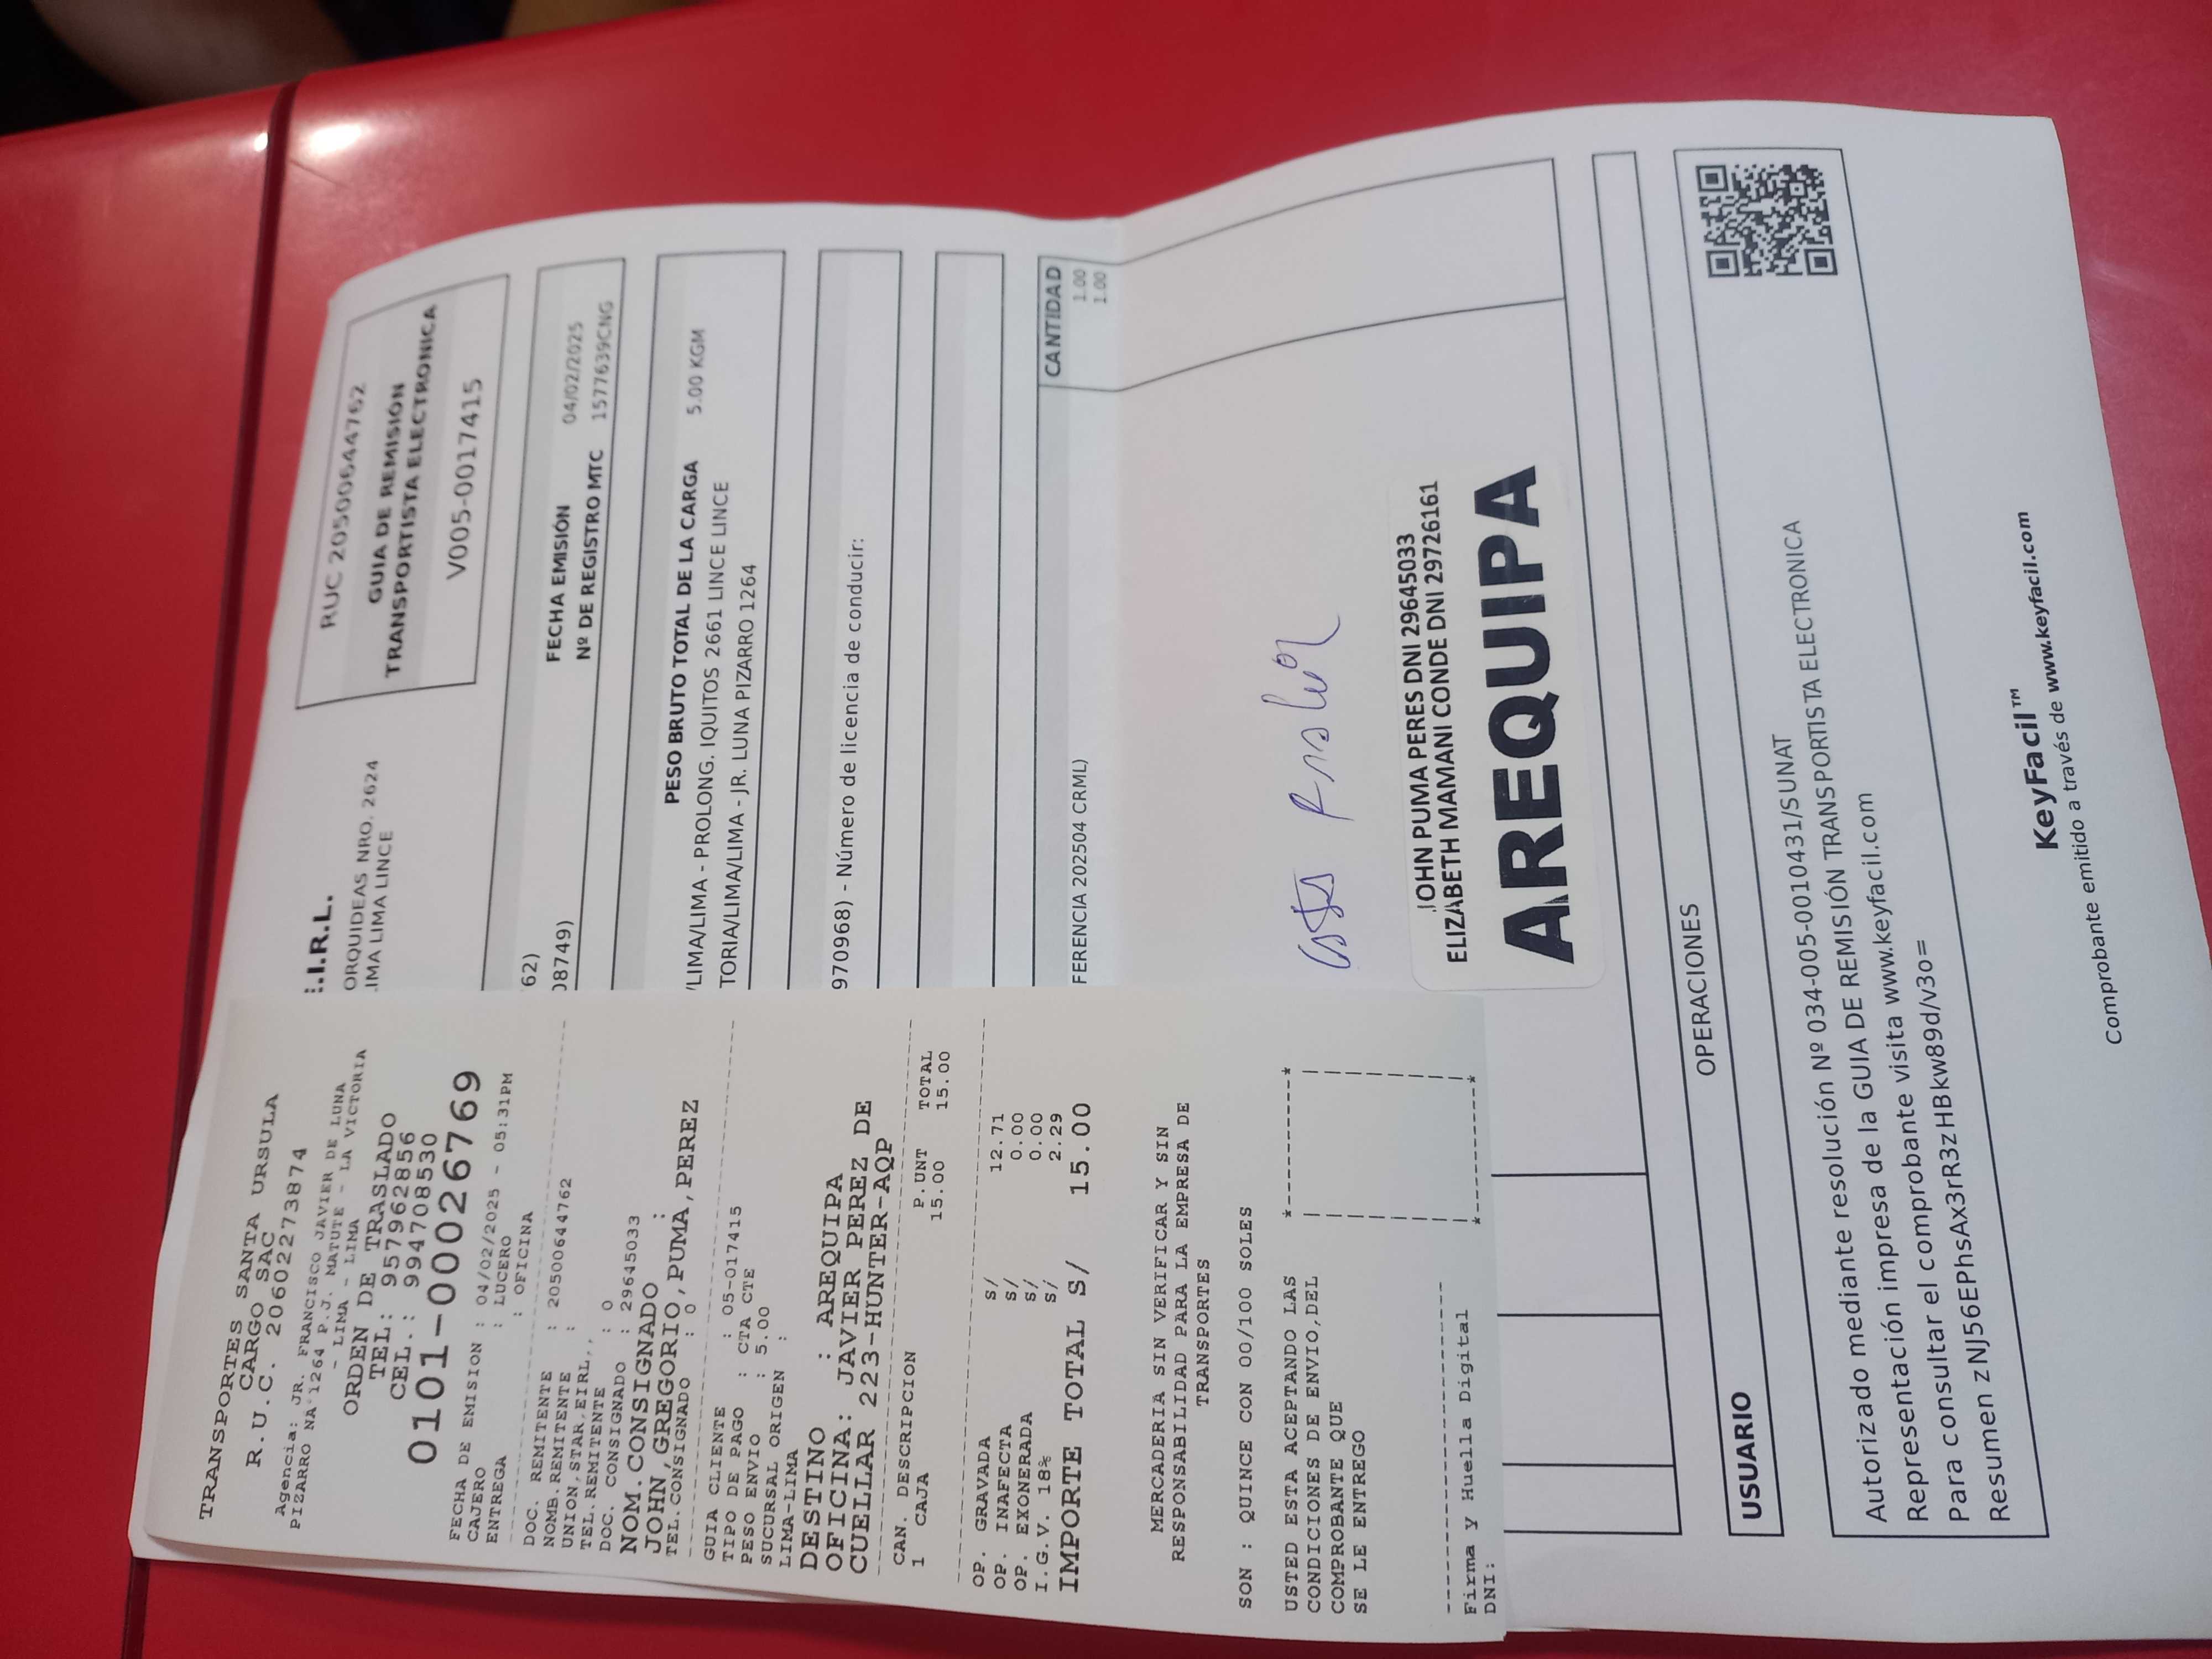 TRANSPORTES SANTA URSULA
CARGO SAC
R.U.C. 20602273874
Agencia: JR. FRANCISCO JAVIER DE LUNA
PIZARRO NA°1264 P.J. MATUTE - LA VICTORIA
- LIMA - LIMA
ORDEN DE TRASLADO
TEL: 957962856
CEL.: 994708530
0101-00026769
FECHA DE EMISION : 04/02/2025 - 05:31PM
CAJERO : LUCERO
ENTREGA : OFICINA
DOC. REMITENTE : 20500644762
NOMB.REMITENTE :
UNION,STAR,EIRL,,
TEL.REMITENTE : 0
DOC. CONSIGNADO : 29645033
NOM.CONSIGNADO :
JOHN,GREGORIO,PUMA,PEREZ
TEL.CONSIGNADO : 0
GUIA CLIENTE : 05-017415
TIPO DE PAGO : CTA CTE
PESO ENVIO : 5.00
SUCURSAL ORIGEN :
LIMA-LIMA
DESTINO : AREQUIPA
OFICINA: JAVIER PEREZ DE
CUELLAR 223-HUNTER-AQP
CAN. DESCRIPCION P.UNT TOTAL
1 CAJA 15.00 15.00
OP. GRAVADA S/ 12.71
OP. INAFECTA S/ 0.00
OP. EXONERADA S/ 0.00
I.G.V. 18% S/ 2.29
IMPORTE TOTAL S/ 15.00
MERCADERIA SIN VERIFICAR Y SIN
RESPONSABILIDAD PARA LA EMPRESA DE
TRANSPORTES
SON : QUINCE CON 00/100 SOLES
USTED ESTA ACEPTANDO LAS
CONDICIONES DE ENVIO,DEL
COMPROBANTE QUE
SE LE ENTREGO
Firma y Huella Digital
DNI:
E.I.R.L.
ORQUIDEAS NRO. 2624
LIMA LIMA LINCE
RUC 20500644762
GUIA DE REMISIÓN
TRANSPORTISTA ELECTRONICA
V005-0017415
62)
08749)
FECHA EMISIÓN 04/02/2025
Nº DE REGISTRO MTC 1577639CNG
PESO BRUTO TOTAL DE LA CARGA 5.00 KGM
/LIMA/LIMA - PROLONG. IQUITOS 2661 LINCE LINCE
TORIA/LIMA/LIMA - JR. LUNA PIZARRO 1264
970968) - Número de licencia de conducir:
CANTIDAD
1.00
FERENCIA 202504 CRML) 1.00
JOHN PUMA PERES DNI 29645033
ELIZABETH MAMANI CONDE DNI 29726161
AREQUIPA
OPERACIONES
USUARIO
Autorizado mediante resolución Nº 034-005-0010431/SUNAT
Representación impresa de la GUIA DE REMISIÓN TRANSPORTISTA ELECTRONICA
Para consultar el comprobante visita www.keyfacil.com
Resumen zNJ56EPhsAx3rR3zHBkw89d/v3o=
KeyFacil™
Comprobante emitido a través de www.keyfacil.com